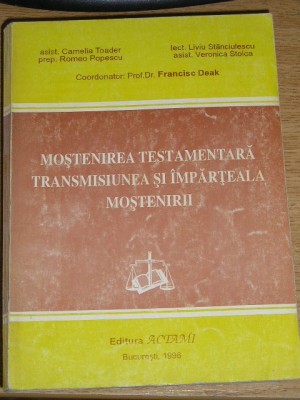 asist. Camelia Toader
prep. Romeo Popescu
lect. Liviu Stănciulescu
asist. Veronica Stoica
Coordonator: Prof.Dr. Francisc Deak
MOŞTENIREA TESTAMENTARĂ
TRANSMISIUNEA ŞI ÎMPĂRŢEALA
MOŞTENIRII
Editura ACTAMI
Bucureşti, 1996